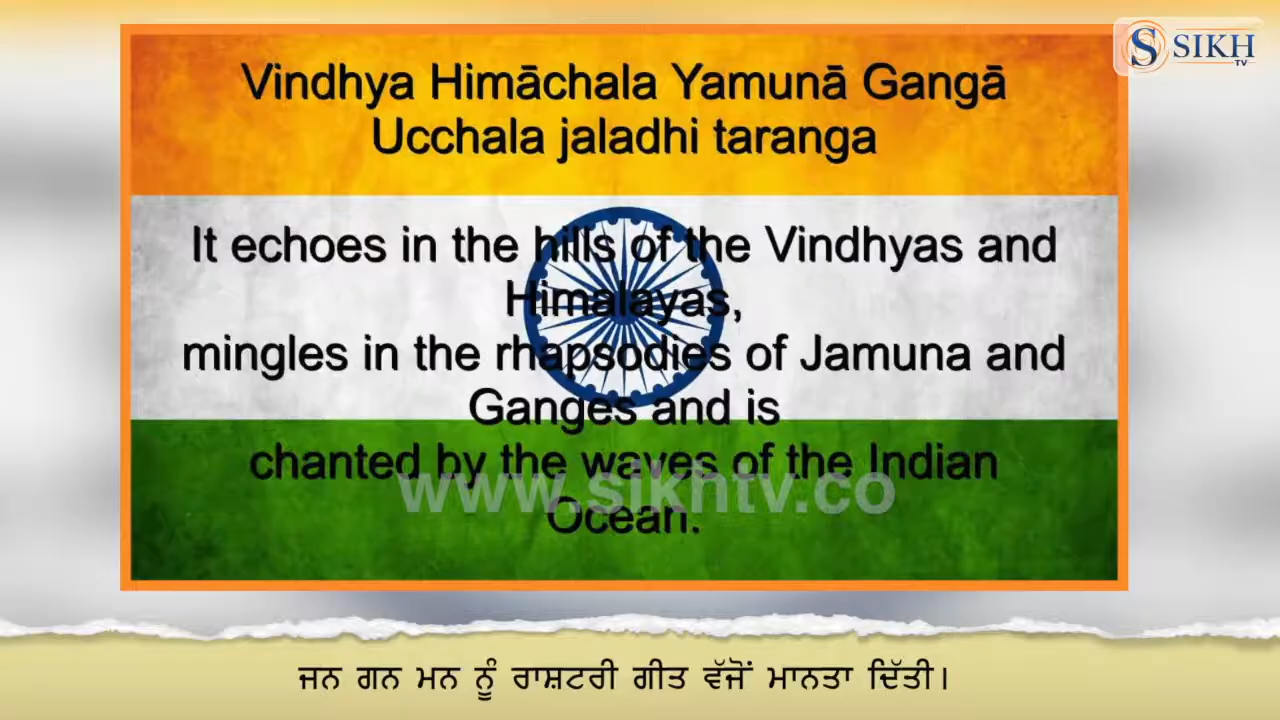 SIKH
TV
Vindhya Himāchala Yamunā Gangā
Ucchala jaladhi taranga
It echoes in the hills of the Vindhyas and
Himalayas,
mingles in the rhapsodies of Jamuna and
Ganges and is
chanted by the waves of the Indian
Ocean.
www.sikhtv.co
ਜਨ ਗਨ ਮਨ ਨੂੰ ਰਾਸ਼ਟਰੀ ਗੀਤ ਵੱਜੋਂ ਮਾਨਤਾ ਦਿੱਤੀ।